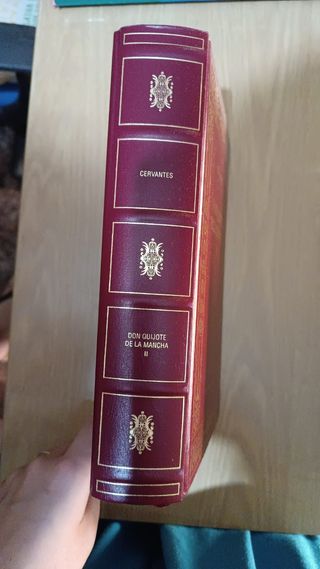 CERVANTES
DON QUIJOTE
DE LA MANCHA
II